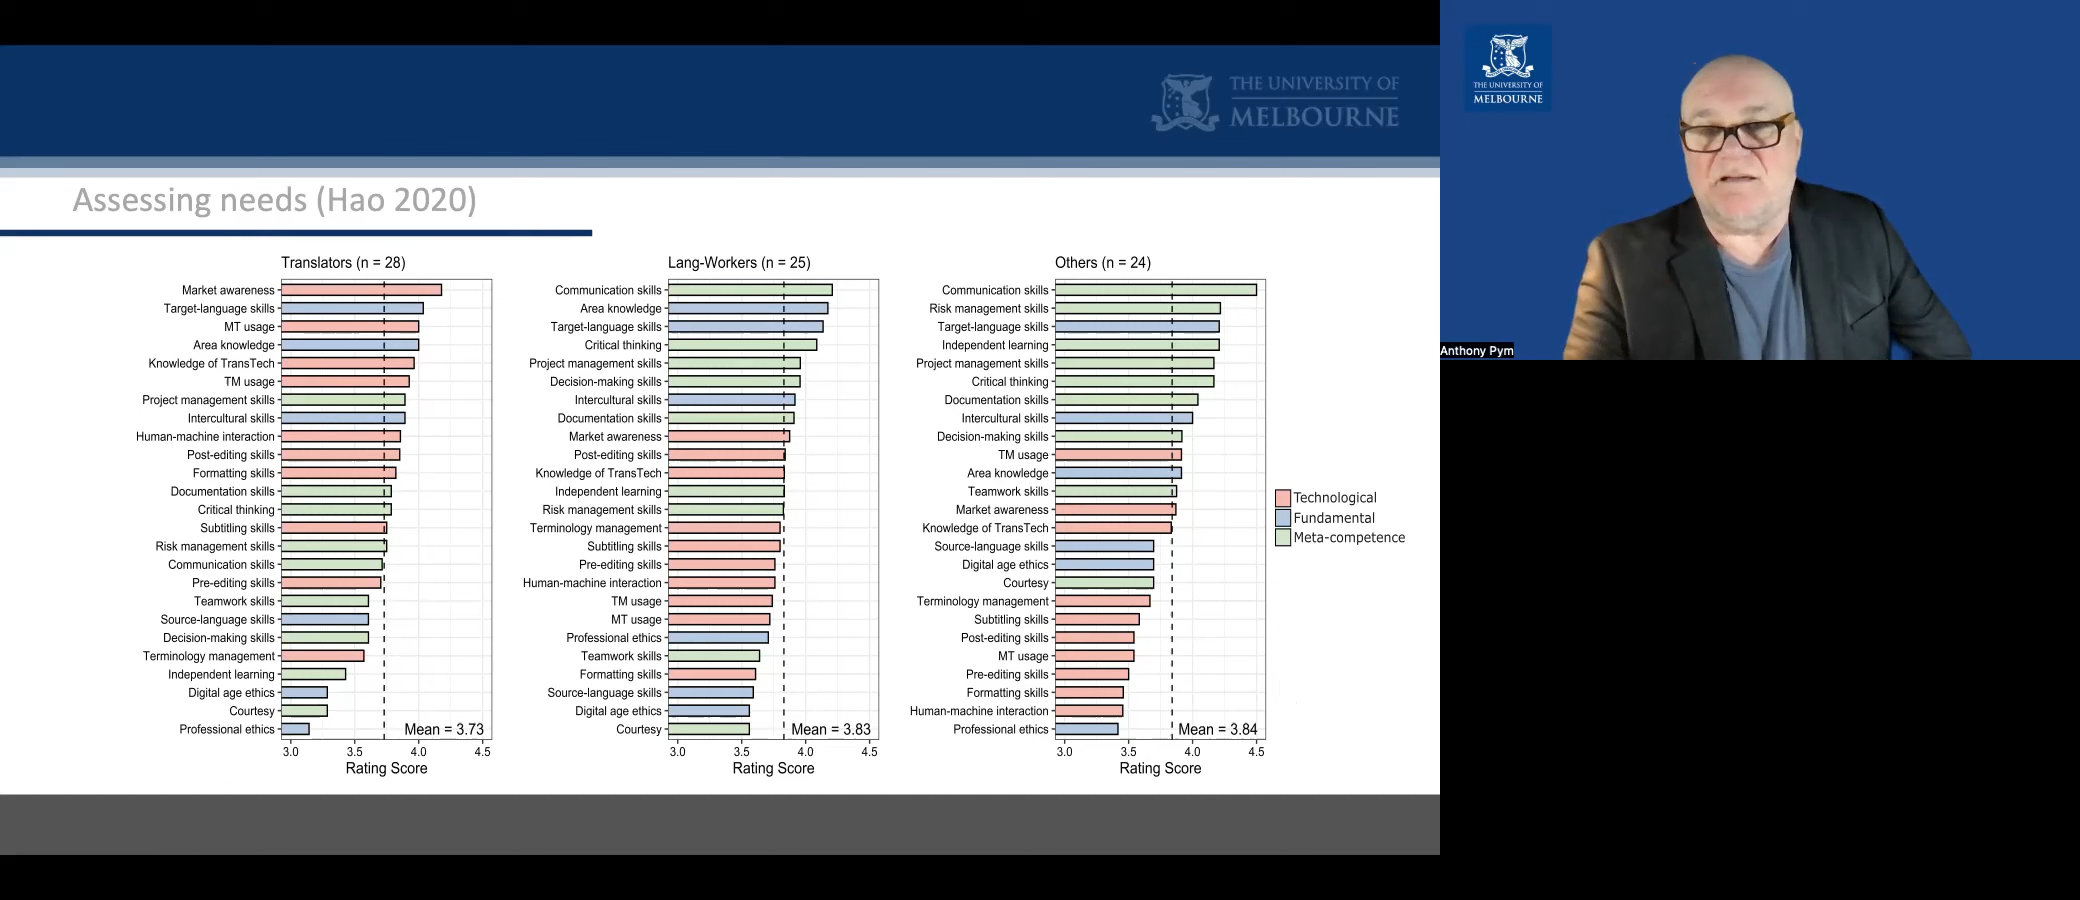 THE UNIVERSITY OF
MELBOURNE
Assessing needs (Hao 2020)
Translators (n = 28)
Market awareness
Target-language skills
MT usage
Area knowledge
Knowledge of TransTech
TM usage
Project management skills
Intercultural skills
Human-machine interaction
Post-editing skills
Formatting skills
Documentation skills
Critical thinking
Subtitling skills
Risk management skills
Communication skills
Pre-editing skills
Teamwork skills
Source-language skills
Decision-making skills
Terminology management
Independent learning
Digital age ethics
Courtesy
Professional ethics
Mean = 3.73
3.0 3.5 4.0 4.5
Rating Score
Lang-Workers (n = 25)
Communication skills
Area knowledge
Target-language skills
Critical thinking
Project management skills
Decision-making skills
Intercultural skills
Documentation skills
Market awareness
Post-editing skills
Knowledge of TransTech
Independent learning
Risk management skills
Terminology management
Subtitling skills
Pre-editing skills
Human-machine interaction
TM usage
MT usage
Professional ethics
Teamwork skills
Formatting skills
Source-language skills
Digital age ethics
Courtesy
Mean = 3.83
3.0 3.5 4.0 4.5
Rating Score
Others (n = 24)
Communication skills
Risk management skills
Target-language skills
Independent learning
Project management skills
Critical thinking
Documentation skills
Intercultural skills
Decision-making skills
TM usage
Area knowledge
Teamwork skills
Market awareness
Knowledge of TransTech
Source-language skills
Digital age ethics
Courtesy
Terminology management
Subtitling skills
Post-editing skills
MT usage
Pre-editing skills
Formatting skills
Human-machine interaction
Professional ethics
Mean = 3.84
3.0 3.5 4.0 4.5
Rating Score
Technological
Fundamental
Meta-competence
THE UNIVERSITY OF
MELBOURNE
Anthony Pym